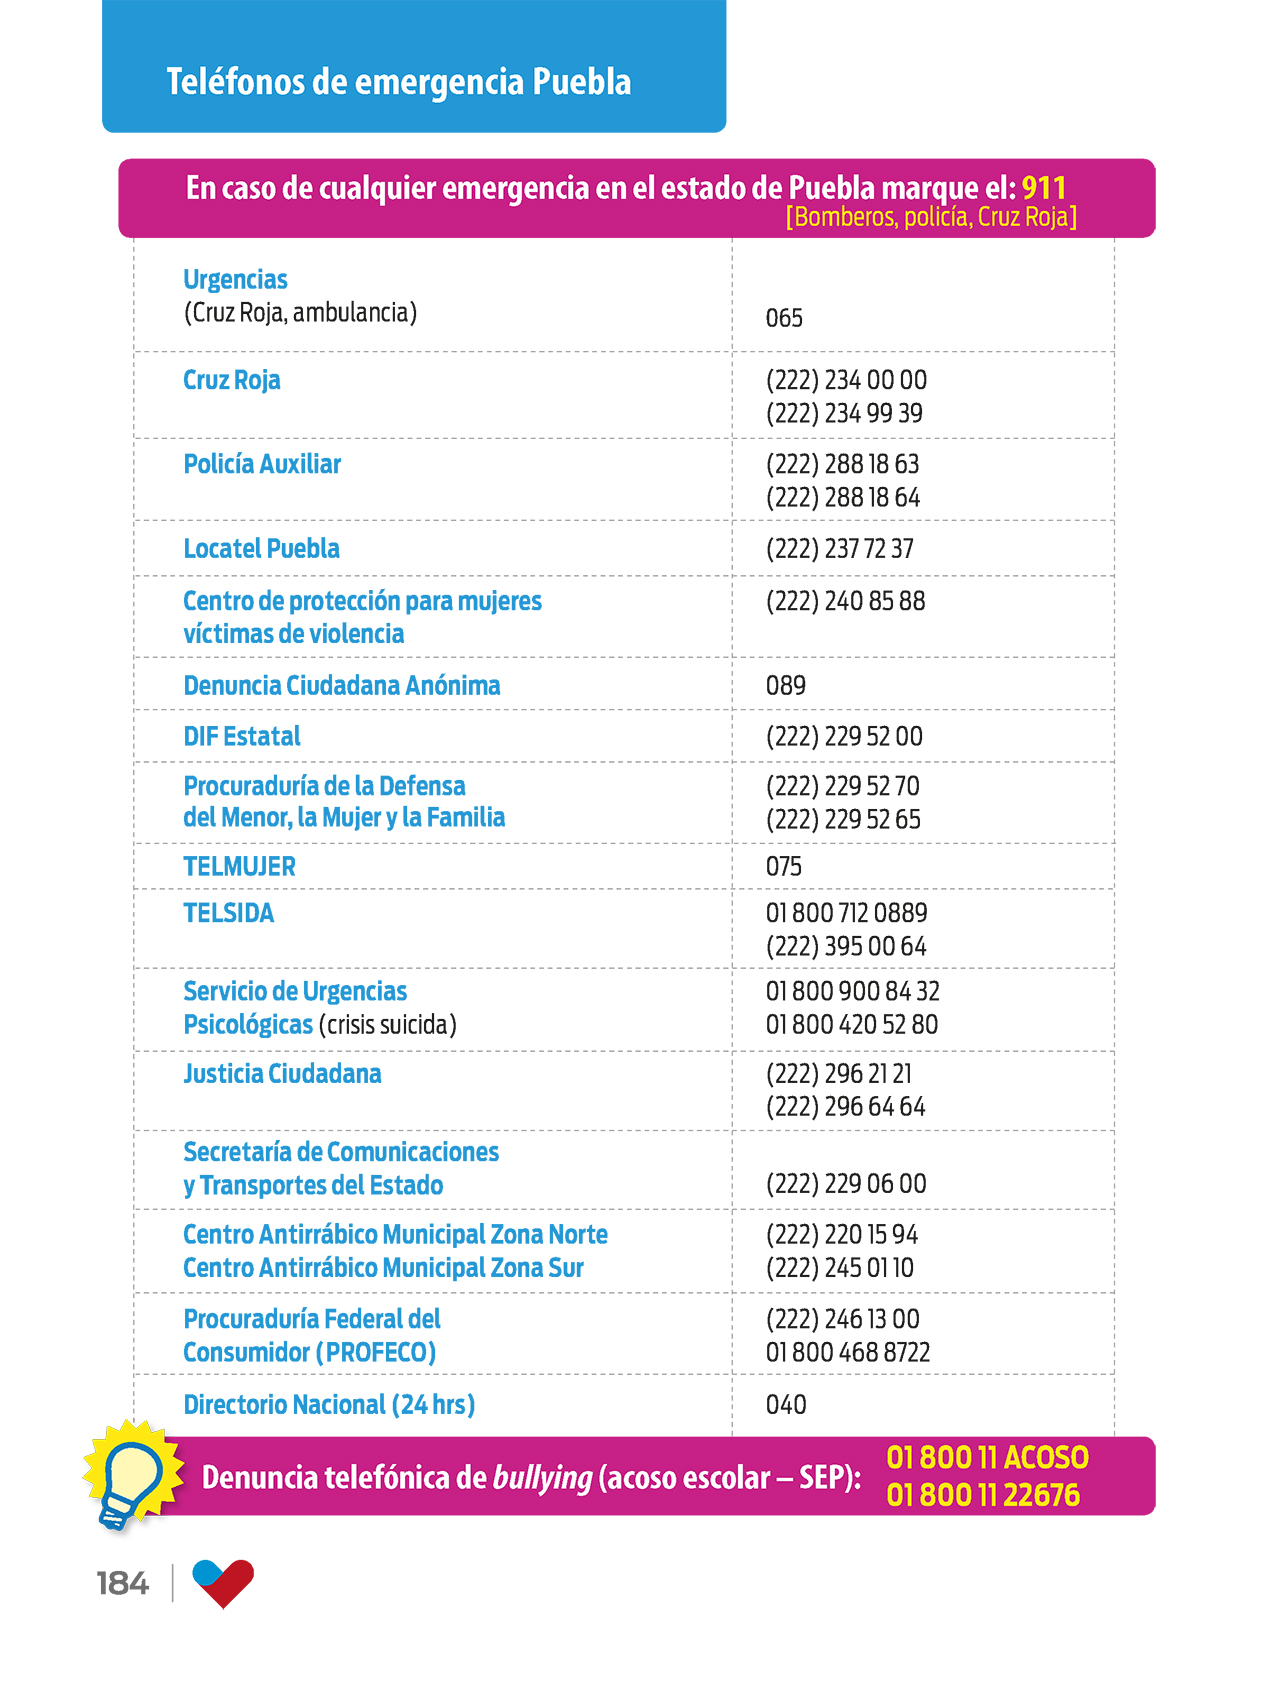 Teléfonos de emergencia Puebla
En caso de cualquier emergencia en el estado de Puebla marque el: 911
[Bomberos, policía, Cruz Roja]
Urgencias
(Cruz Roja, ambulancia) 065
Cruz Roja (222) 234 00 00
(222) 234 99 39
Policía Auxiliar (222) 288 18 63
(222) 288 18 64
Locatel Puebla (222) 237 72 37
Centro de protección para mujeres (222) 240 85 88
víctimas de violencia
Denuncia Ciudadana Anónima 089
DIF Estatal (222) 229 52 00
Procuraduría de la Defensa (222) 229 52 70
del Menor, la Mujer y la Familia (222) 229 52 65
TELMUJER 075
TELSIDA 01 800 712 0889
(222) 395 00 64
Servicio de Urgencias 01 800 900 84 32
Psicológicas (crisis suicida) 01 800 420 52 80
Justicia Ciudadana (222) 296 21 21
(222) 296 64 64
Secretaría de Comunicaciones
y Transportes del Estado (222) 229 06 00
Centro Antirrábico Municipal Zona Norte (222) 220 15 94
Centro Antirrábico Municipal Zona Sur (222) 245 01 10
Procuraduría Federal del (222) 246 13 00
Consumidor (PROFECO) 01 800 468 8722
Directorio Nacional (24 hrs) 040
01 800 11 ACOSO
Denuncia telefónica de bullying (acoso escolar – SEP):
01 800 11 22676
184